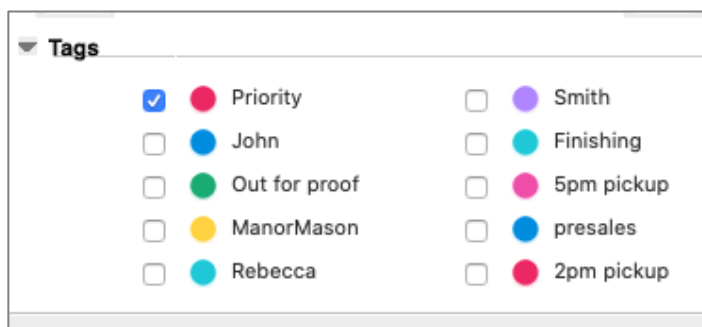 Tags
Priority
Smith
John
Finishing
Out for proof
5pm pickup
ManorMason
presales
Rebecca
2pm pickup